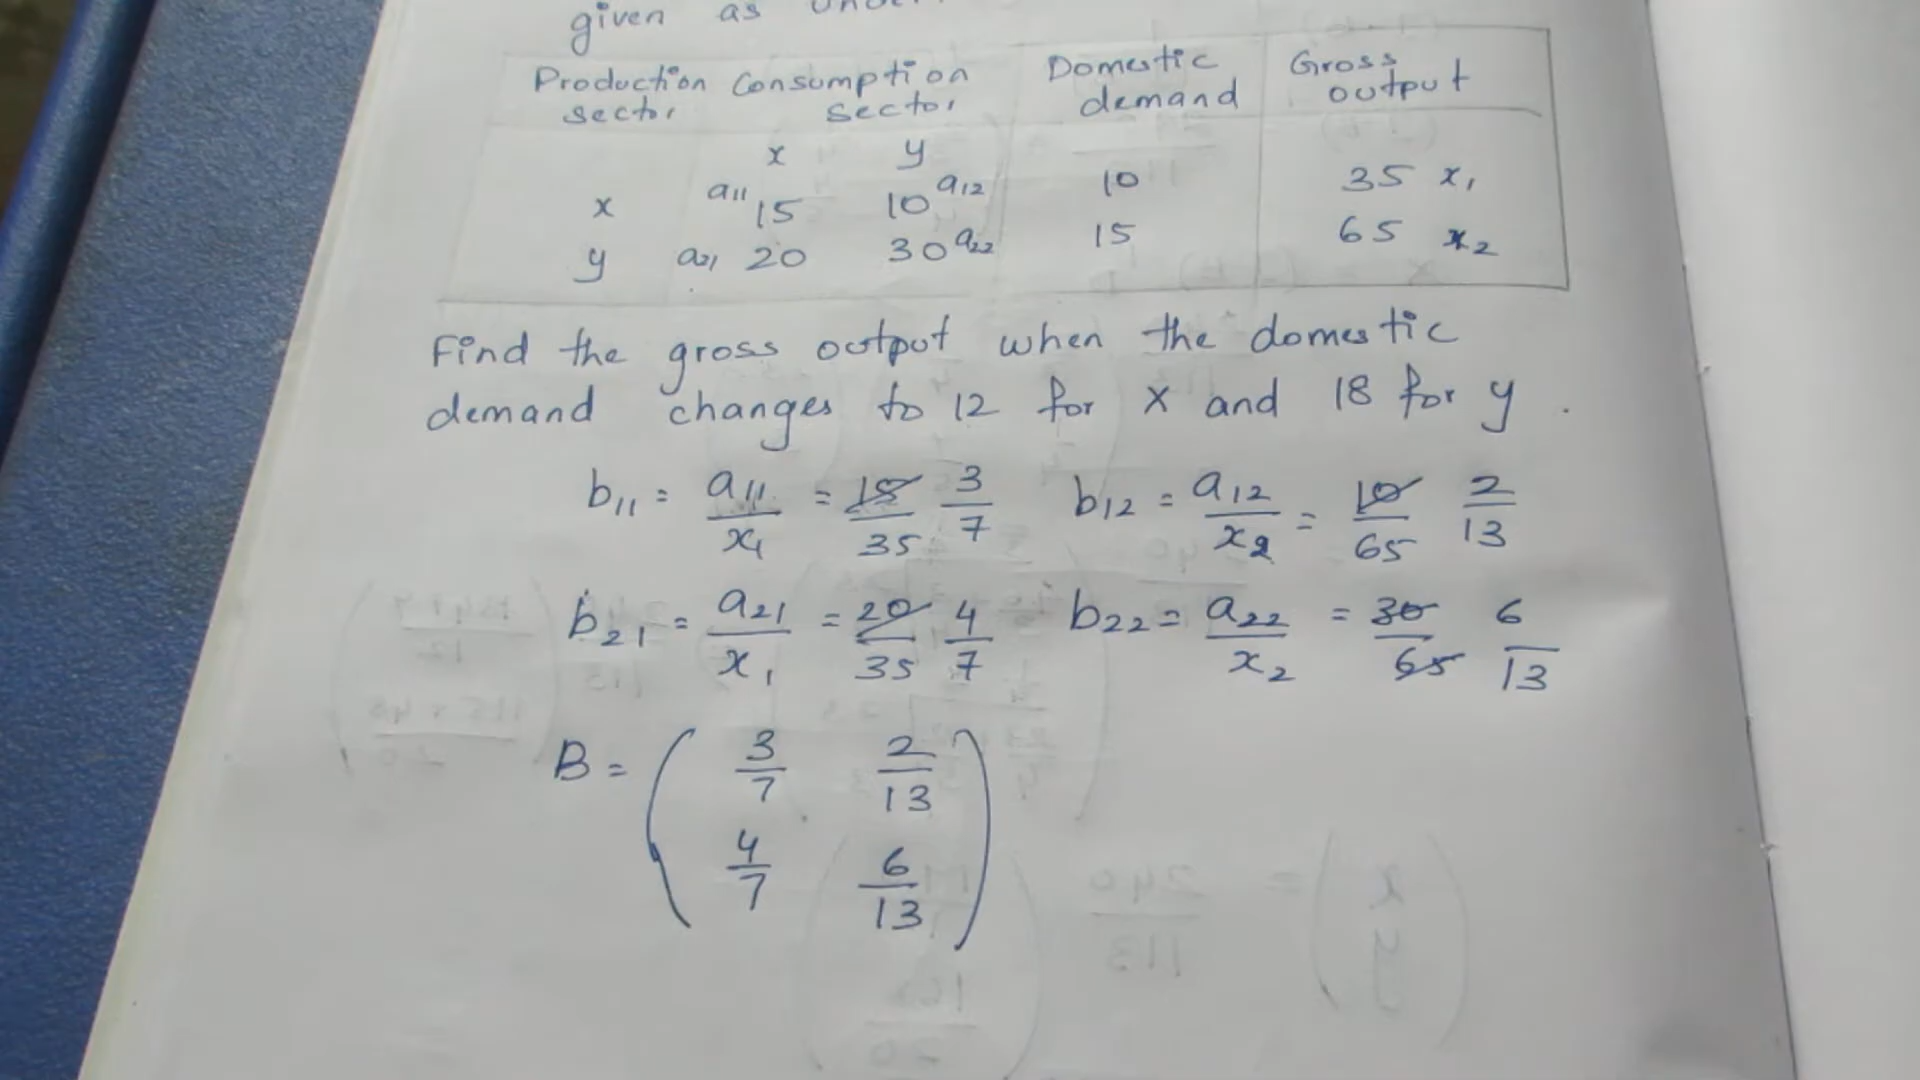 given as under
Production Consumption Domestic Gross
sector sector demand output
x y
x a11 15 10 a12 10 35 x1
y a21 20 30 a22 15 65 x2
Find the gross output when the domestic
demand changes to 12 for x and 18 for y .
b11 = a11/x1 = 15/35 3/7 b12 = a12/x2 = 10/65 2/13
b21 = a21/x1 = 20/35 4/7 b22 = a22/x2 = 30/65 6/13
B = ( 3/7 2/13
4/7 6/13 )